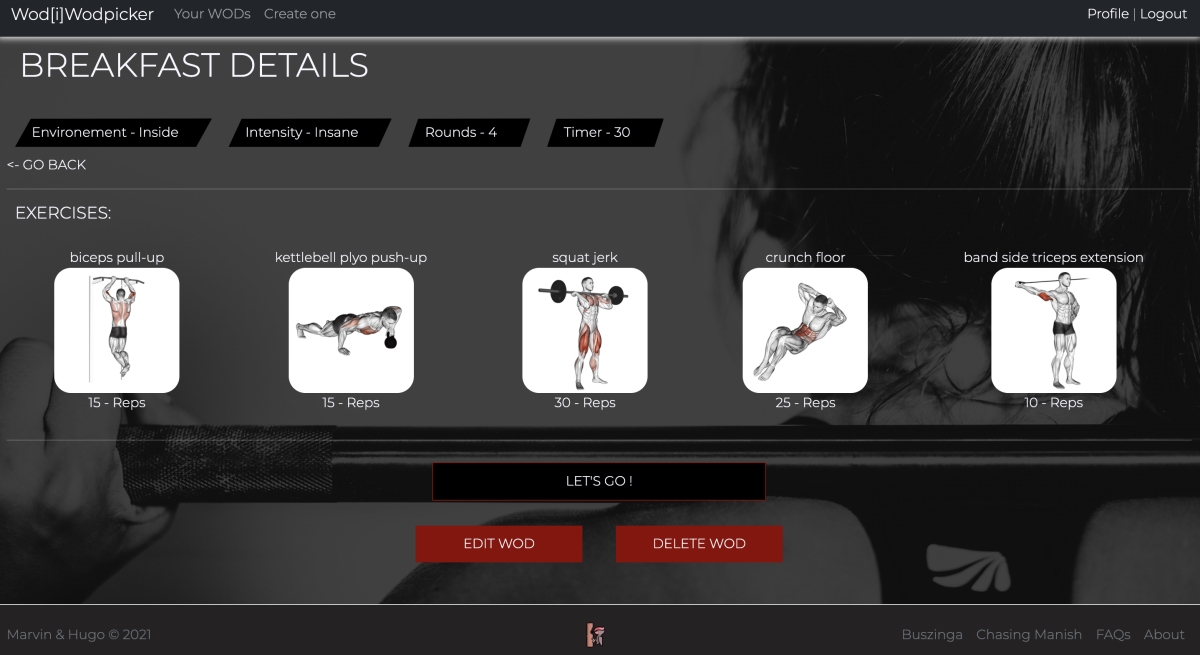 Wod[i]Wodpicker Your WODs Create one Profile | Logout
BREAKFAST DETAILS
Environement - Inside Intensity - Insane Rounds - 4 Timer - 30
<- GO BACK
EXERCISES:
biceps pull-up kettlebell plyo push-up squat jerk crunch floor band side triceps extension
15 - Reps 15 - Reps 30 - Reps 25 - Reps 10 - Reps
LET'S GO !
EDIT WOD DELETE WOD
Marvin & Hugo © 2021 Buszinga Chasing Manish FAQs About